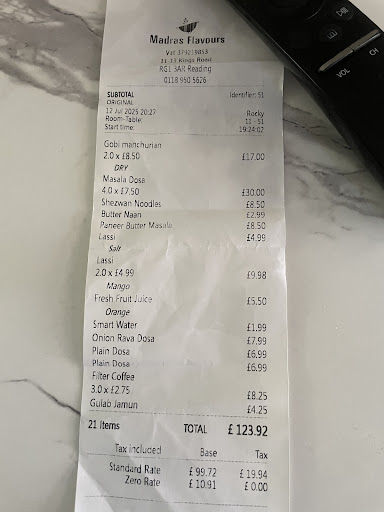 Madras Flavours
Vat 379219853
11-13 Kings Road
RG1 3AR Reading
0118 950 5626
SUBTOTAL Identifier: 51
ORIGINAL
12 Jul 2025 20:27 Rocky
Room-Table: 11 - 51
Start time: 19:24:02
Gobi manchurian
2.0 x £8.50 £17.00
DRY
Masala Dosa
4.0 x £7.50 £30.00
Shezwan Noodles £8.50
Butter Naan £2.99
Paneer Butter Masala £8.50
Lassi £4.99
Salt
Lassi
2.0 x £4.99 £9.98
Mango
Fresh Fruit Juice £5.50
Orange
Smart Water £1.99
Onion Rava Dosa £7.99
Plain Dosa £6.99
Plain Dosa £6.99
Filter Coffee
3.0 x £2.75 £8.25
Gulab Jamun £4.25
21 Items TOTAL £ 123.92
Tax included Base Tax
Standard Rate £ 99.72 £ 19.94
Zero Rate £ 10.91 £ 0.00
VOL
CH